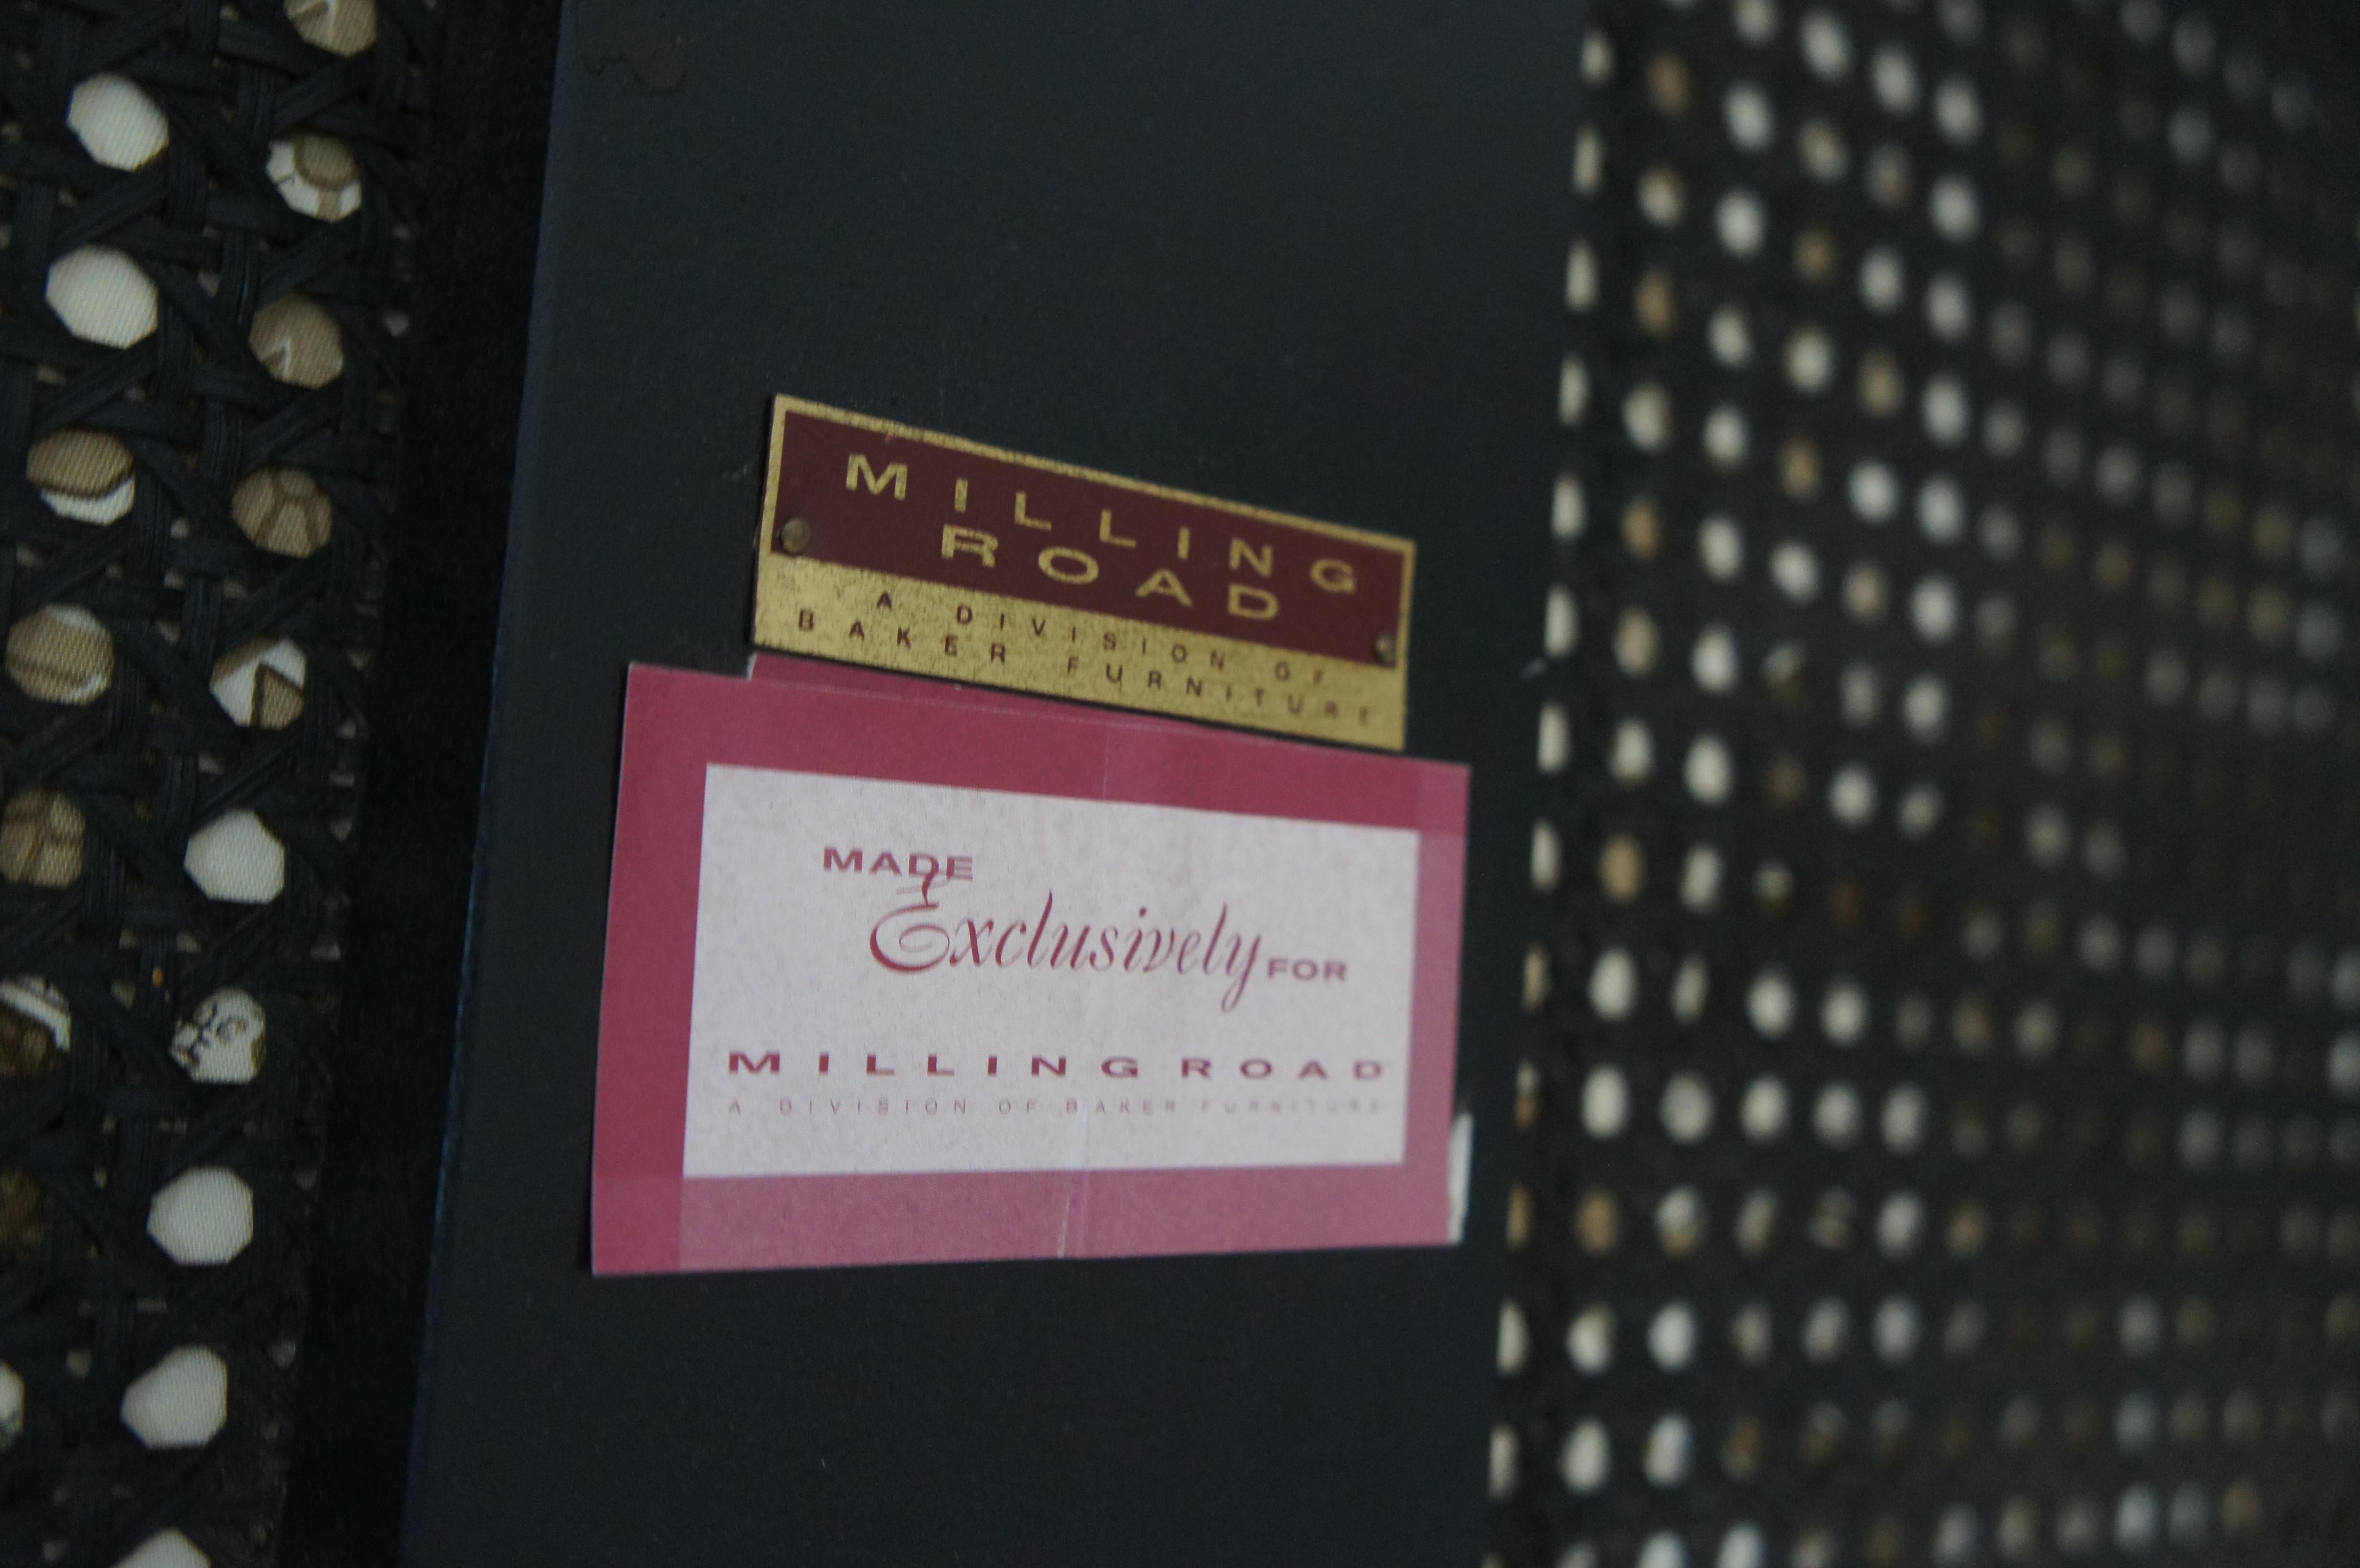 MILLING
ROAD
A DIVISION OF
BAKER FURNITURE
MADE
Exclusively FOR
MILLING ROAD
A DIVISION OF BAKER FURNITURE